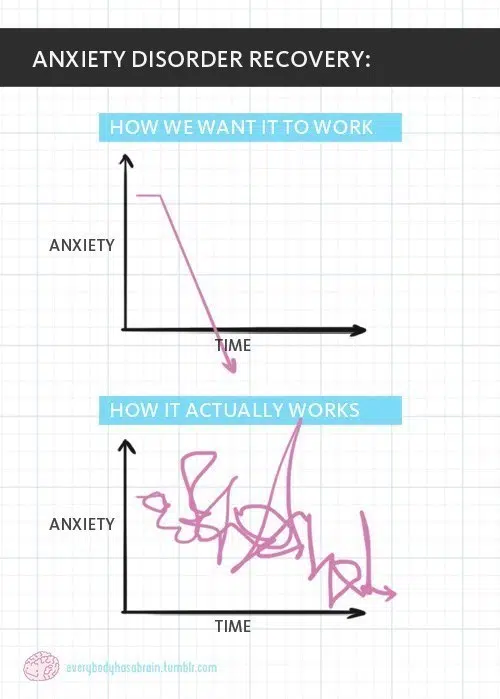 ANXIETY DISORDER RECOVERY:
HOW WE WANT IT TO WORK
ANXIETY
TIME
HOW IT ACTUALLY WORKS
ANXIETY
TIME
everybodyhasabrain.tumblr.com